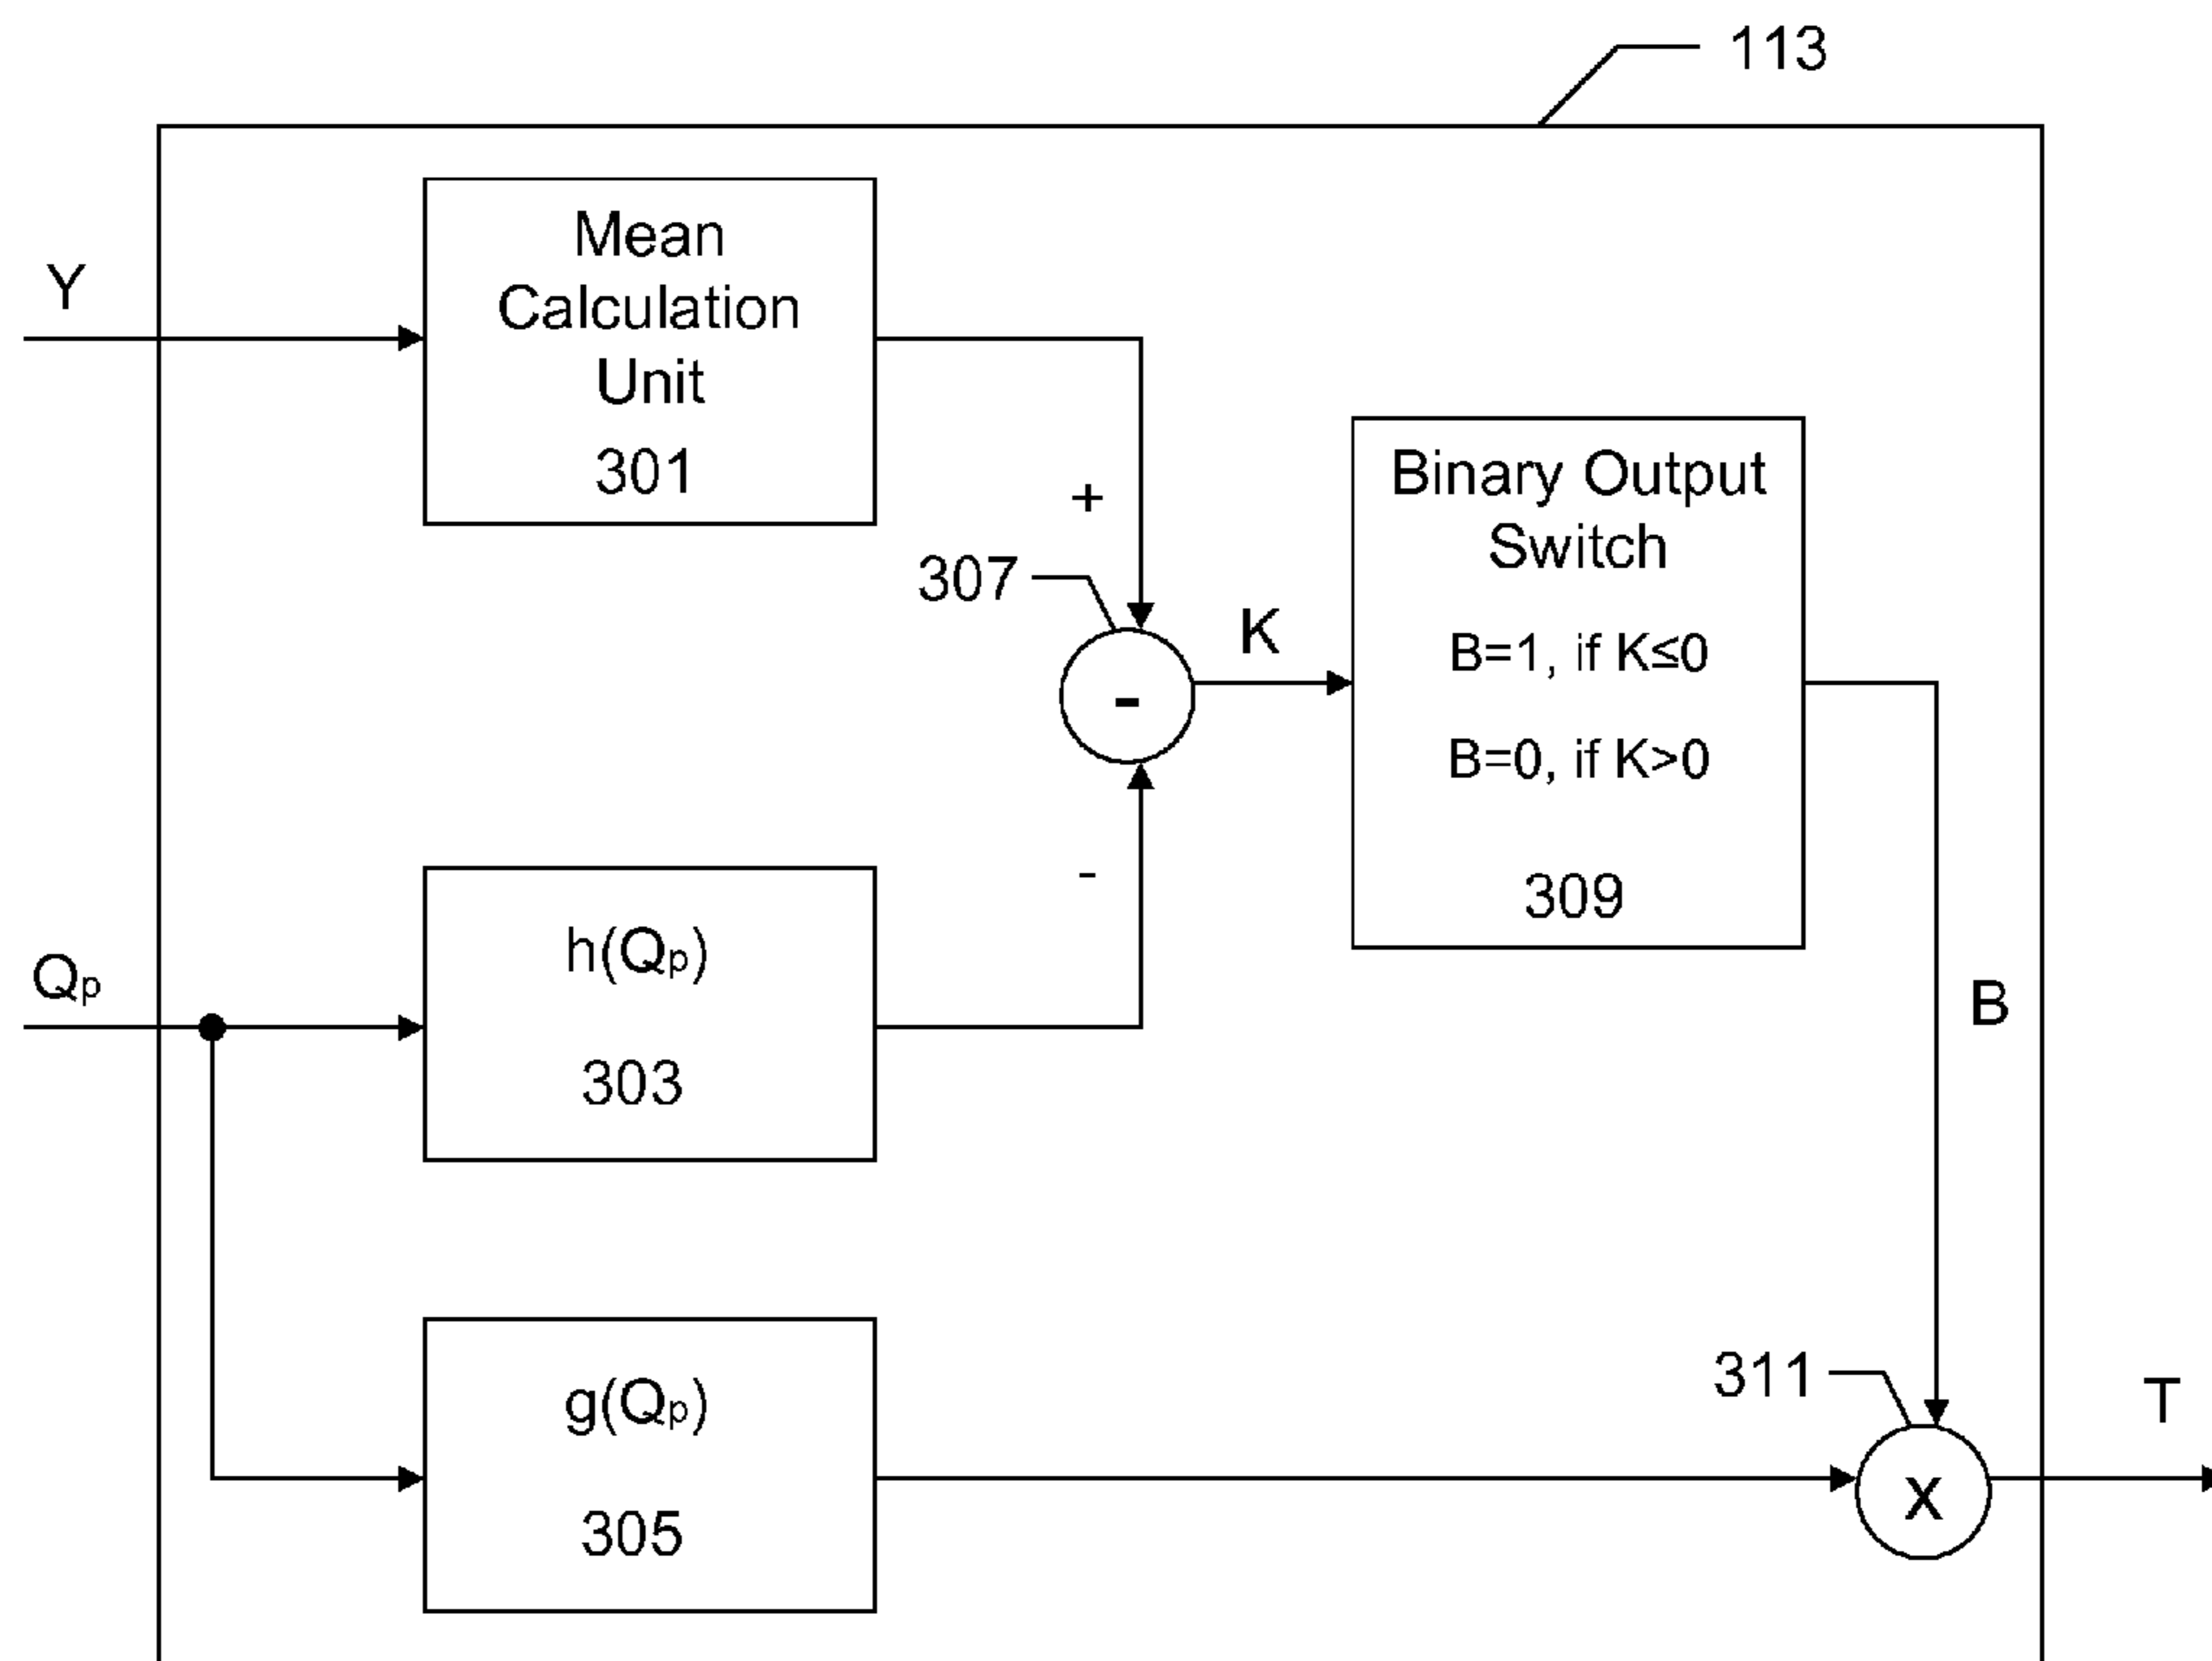 113
Y
Mean
Calculation
Unit
301
+
307
-
K
Binary Output
Switch
B=1, if K≤0
B=0, if K>0
309
-
Qp
h(Qp)
303
B
g(Qp)
305
311
x
T